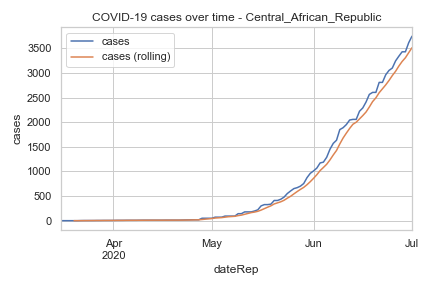 COVID-19 cases over time - Central_African_Republic
cases
cases (rolling)
3500
3000
2500
2000
1500
1000
500
0
cases
Apr
2020
May
Jun
Jul
dateRep